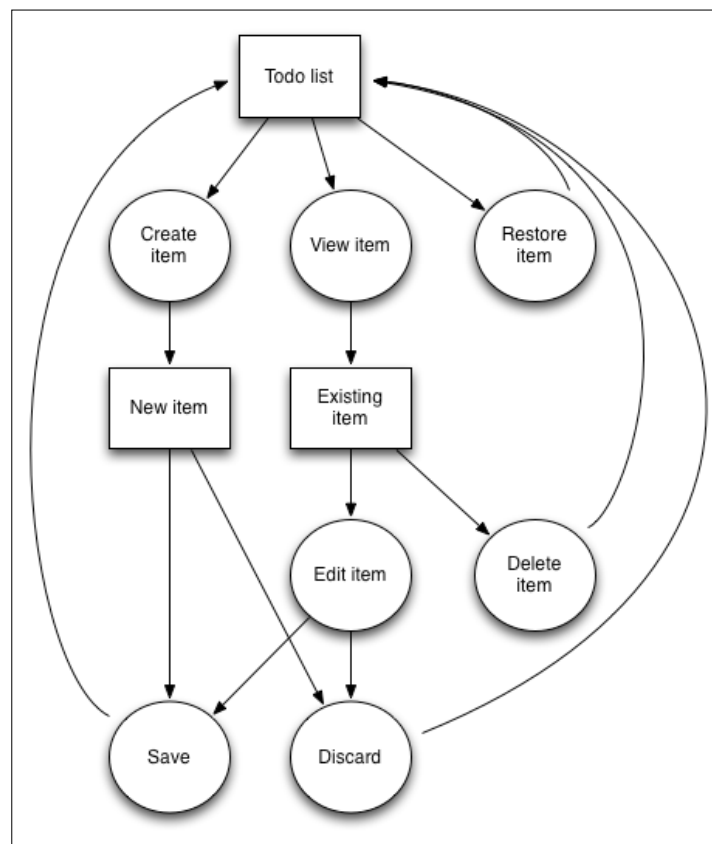 Todo list
Create
item
View item
Restore
item
New item
Existing
item
Edit item
Delete
item
Save
Discard